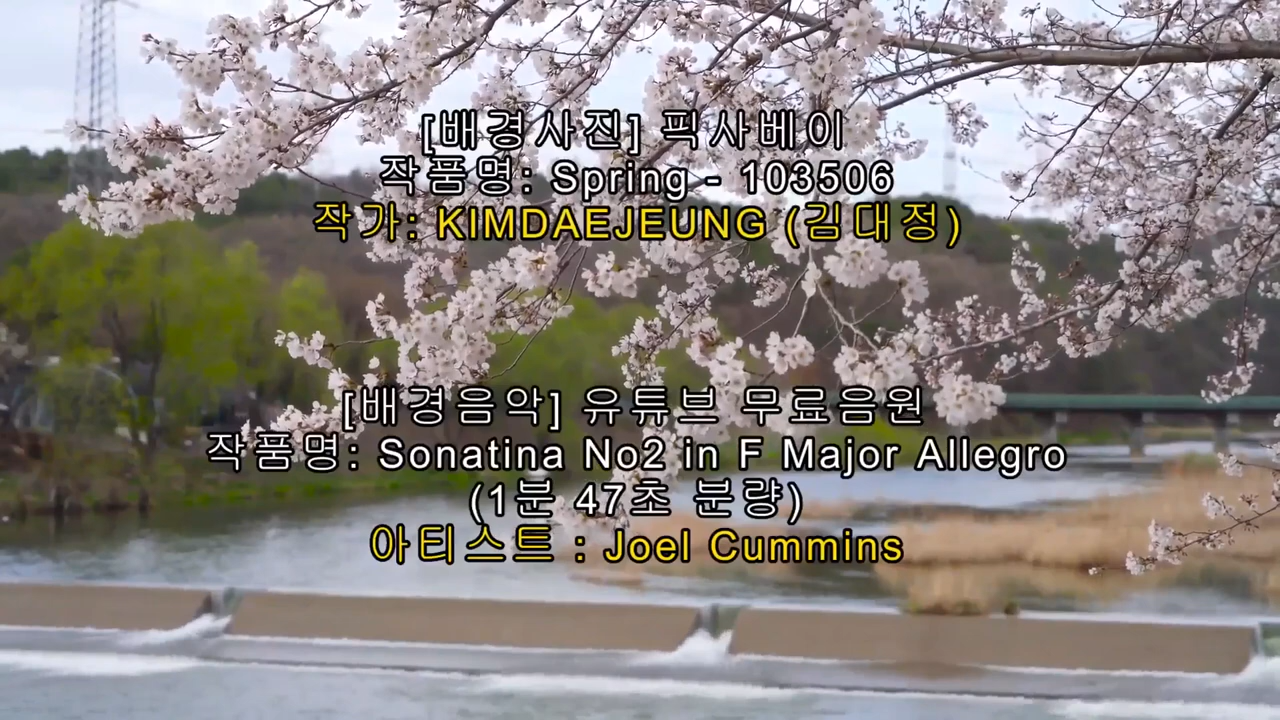 [배경사진] 픽사베이
작품명: Spring - 103506
작가: KIMDAEJEUNG (김대정)
[배경음악] 유튜브 무료음원
작품명: Sonatina No2 in F Major Allegro
(1분 47초 분량)
아티스트 : Joel Cummins